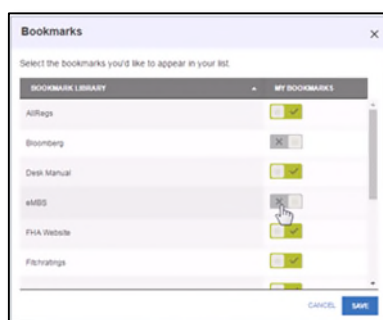 Bookmarks
Select the bookmarks you'd like to appear in your list.
BOOKMARK LIBRARY MY BOOKMARKS
AllRegs
Bloomberg
Desk Manual
eMBS
FHA Website
Fitchratings
CANCEL SAVE